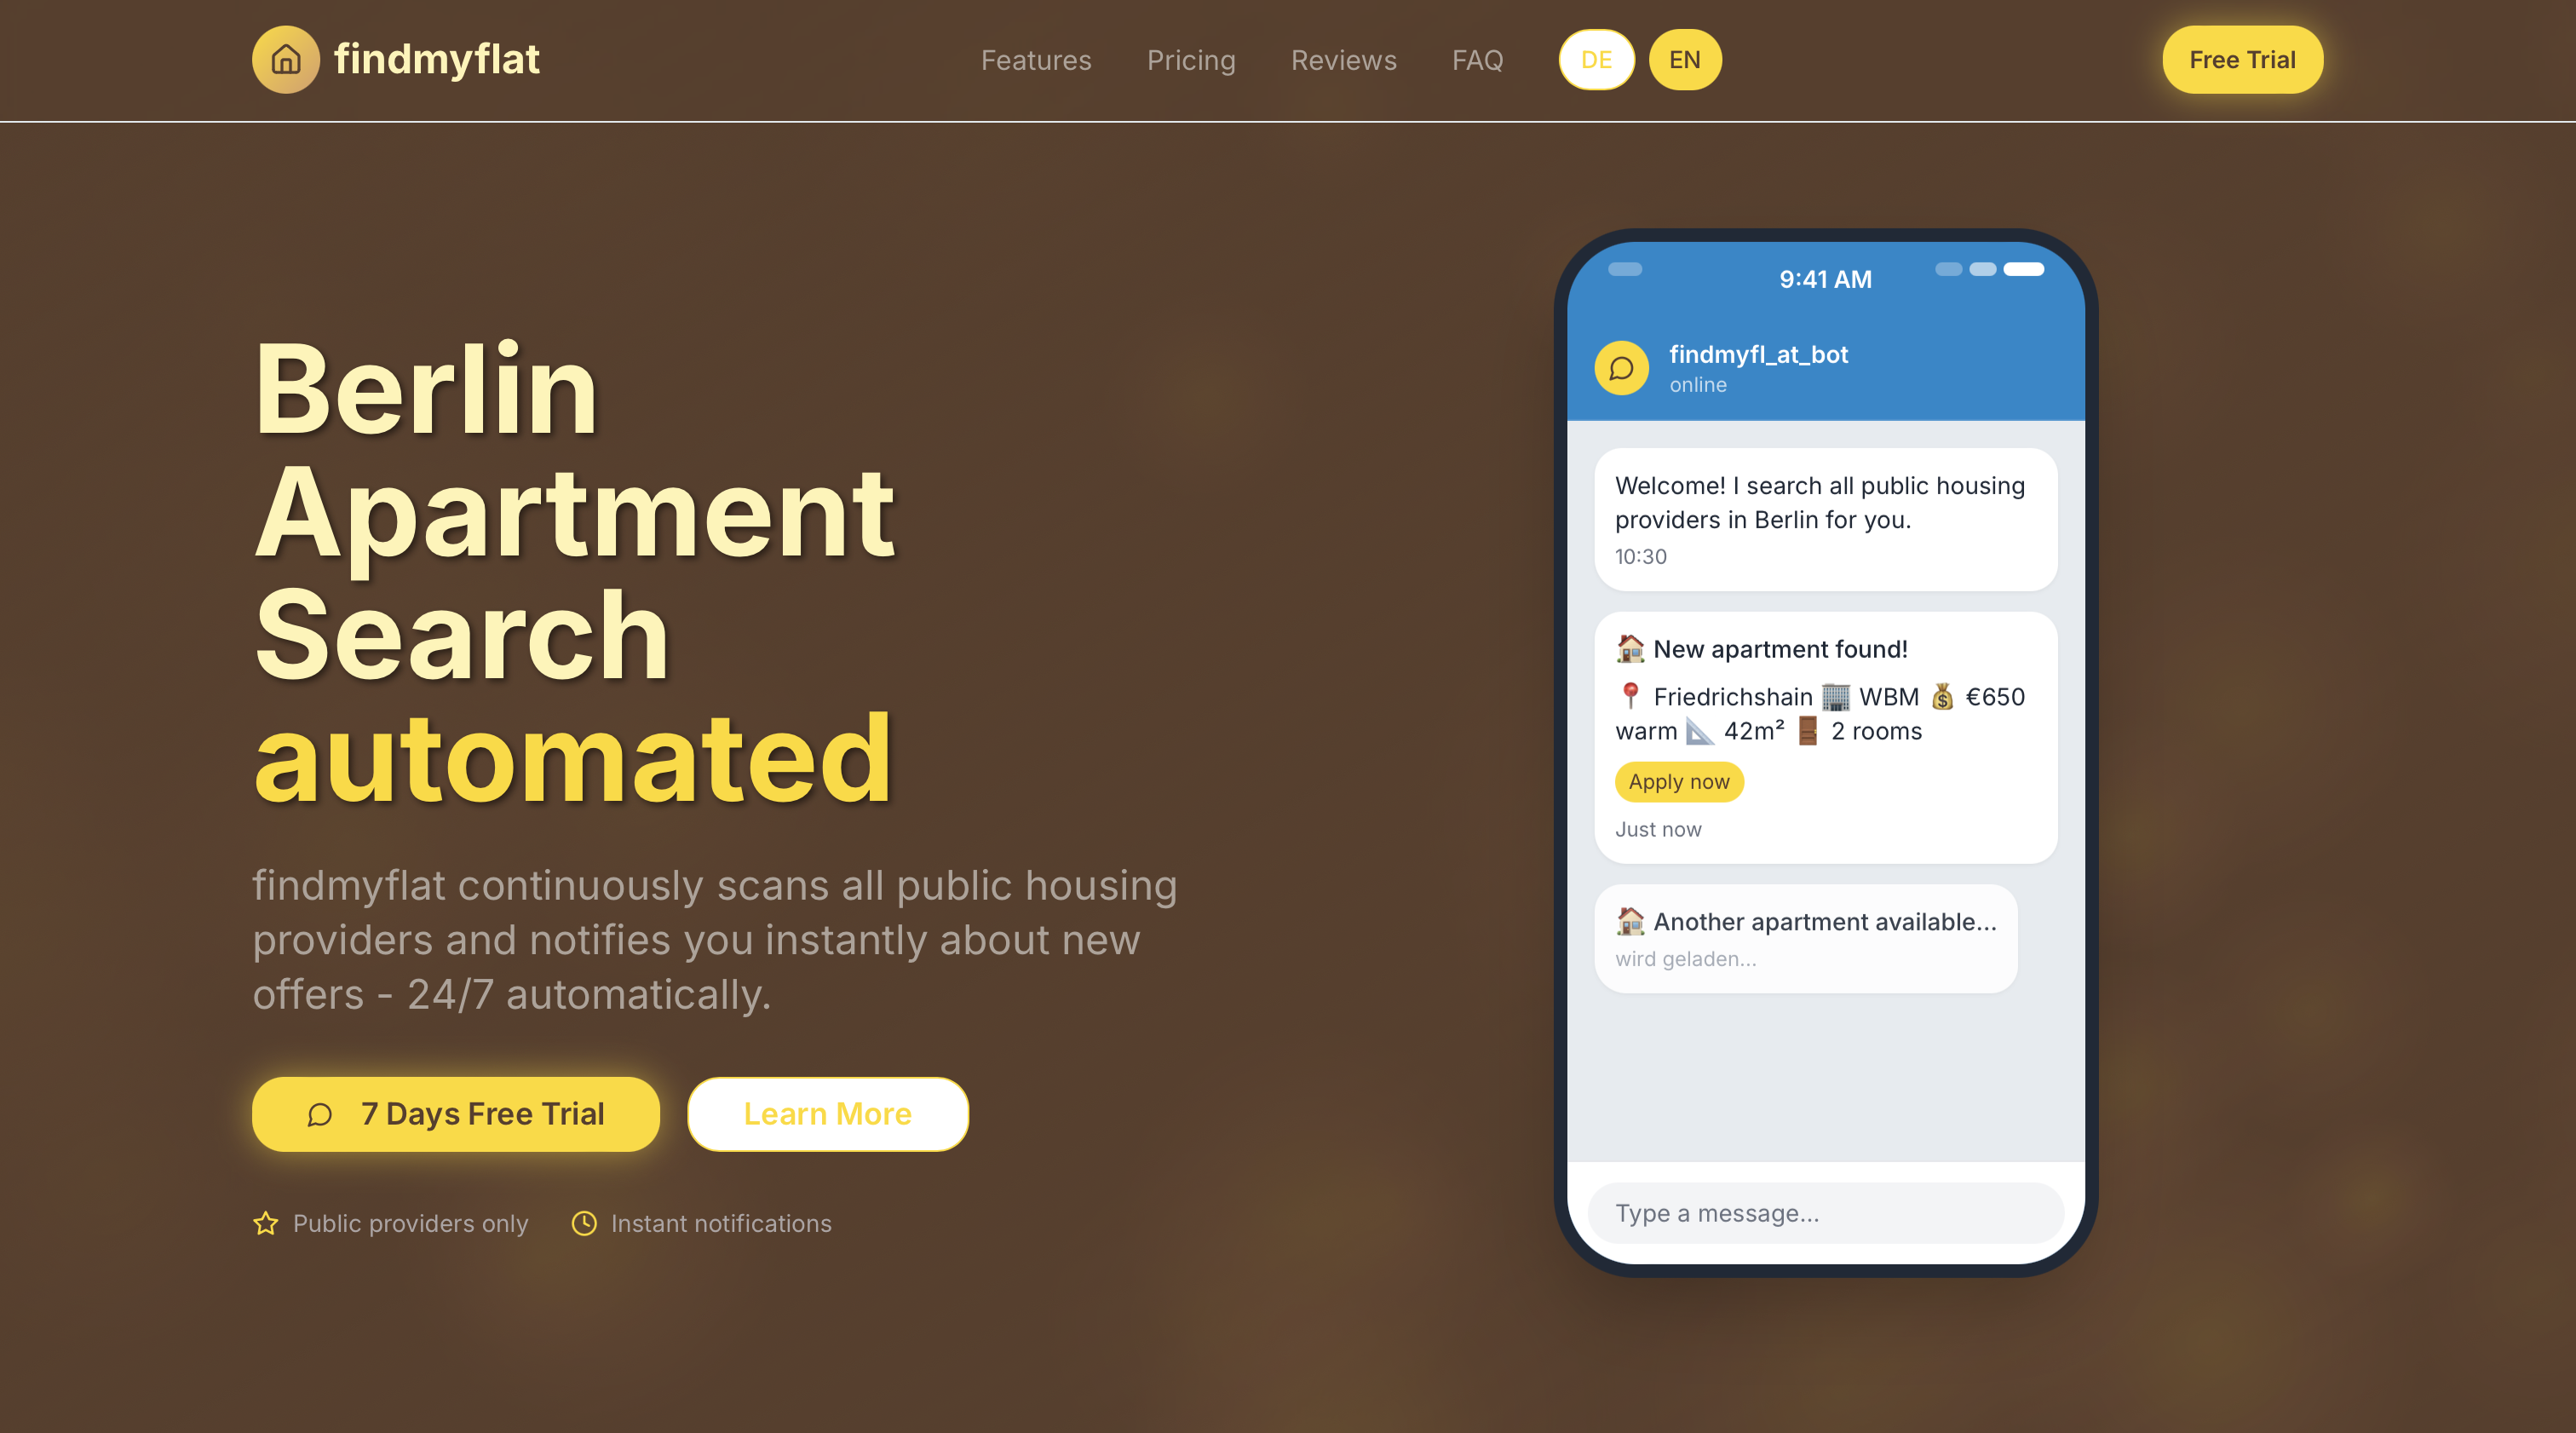 findmyflat
Features Pricing Reviews FAQ DE EN
Free Trial
Berlin
Apartment
Search
automated
findmyflat continuously scans all public housing
providers and notifies you instantly about new
offers - 24/7 automatically.
7 Days Free Trial
Learn More
Public providers only
Instant notifications
9:41 AM
findmyfl_at_bot
online
Welcome! I search all public housing
providers in Berlin for you.
10:30
🏠 New apartment found!
📍 Friedrichshain 🏢 WBM 💰 €650
warm 📐 42m² 🚪 2 rooms
Apply now
Just now
🏠 Another apartment available...
wird geladen...
Type a message...